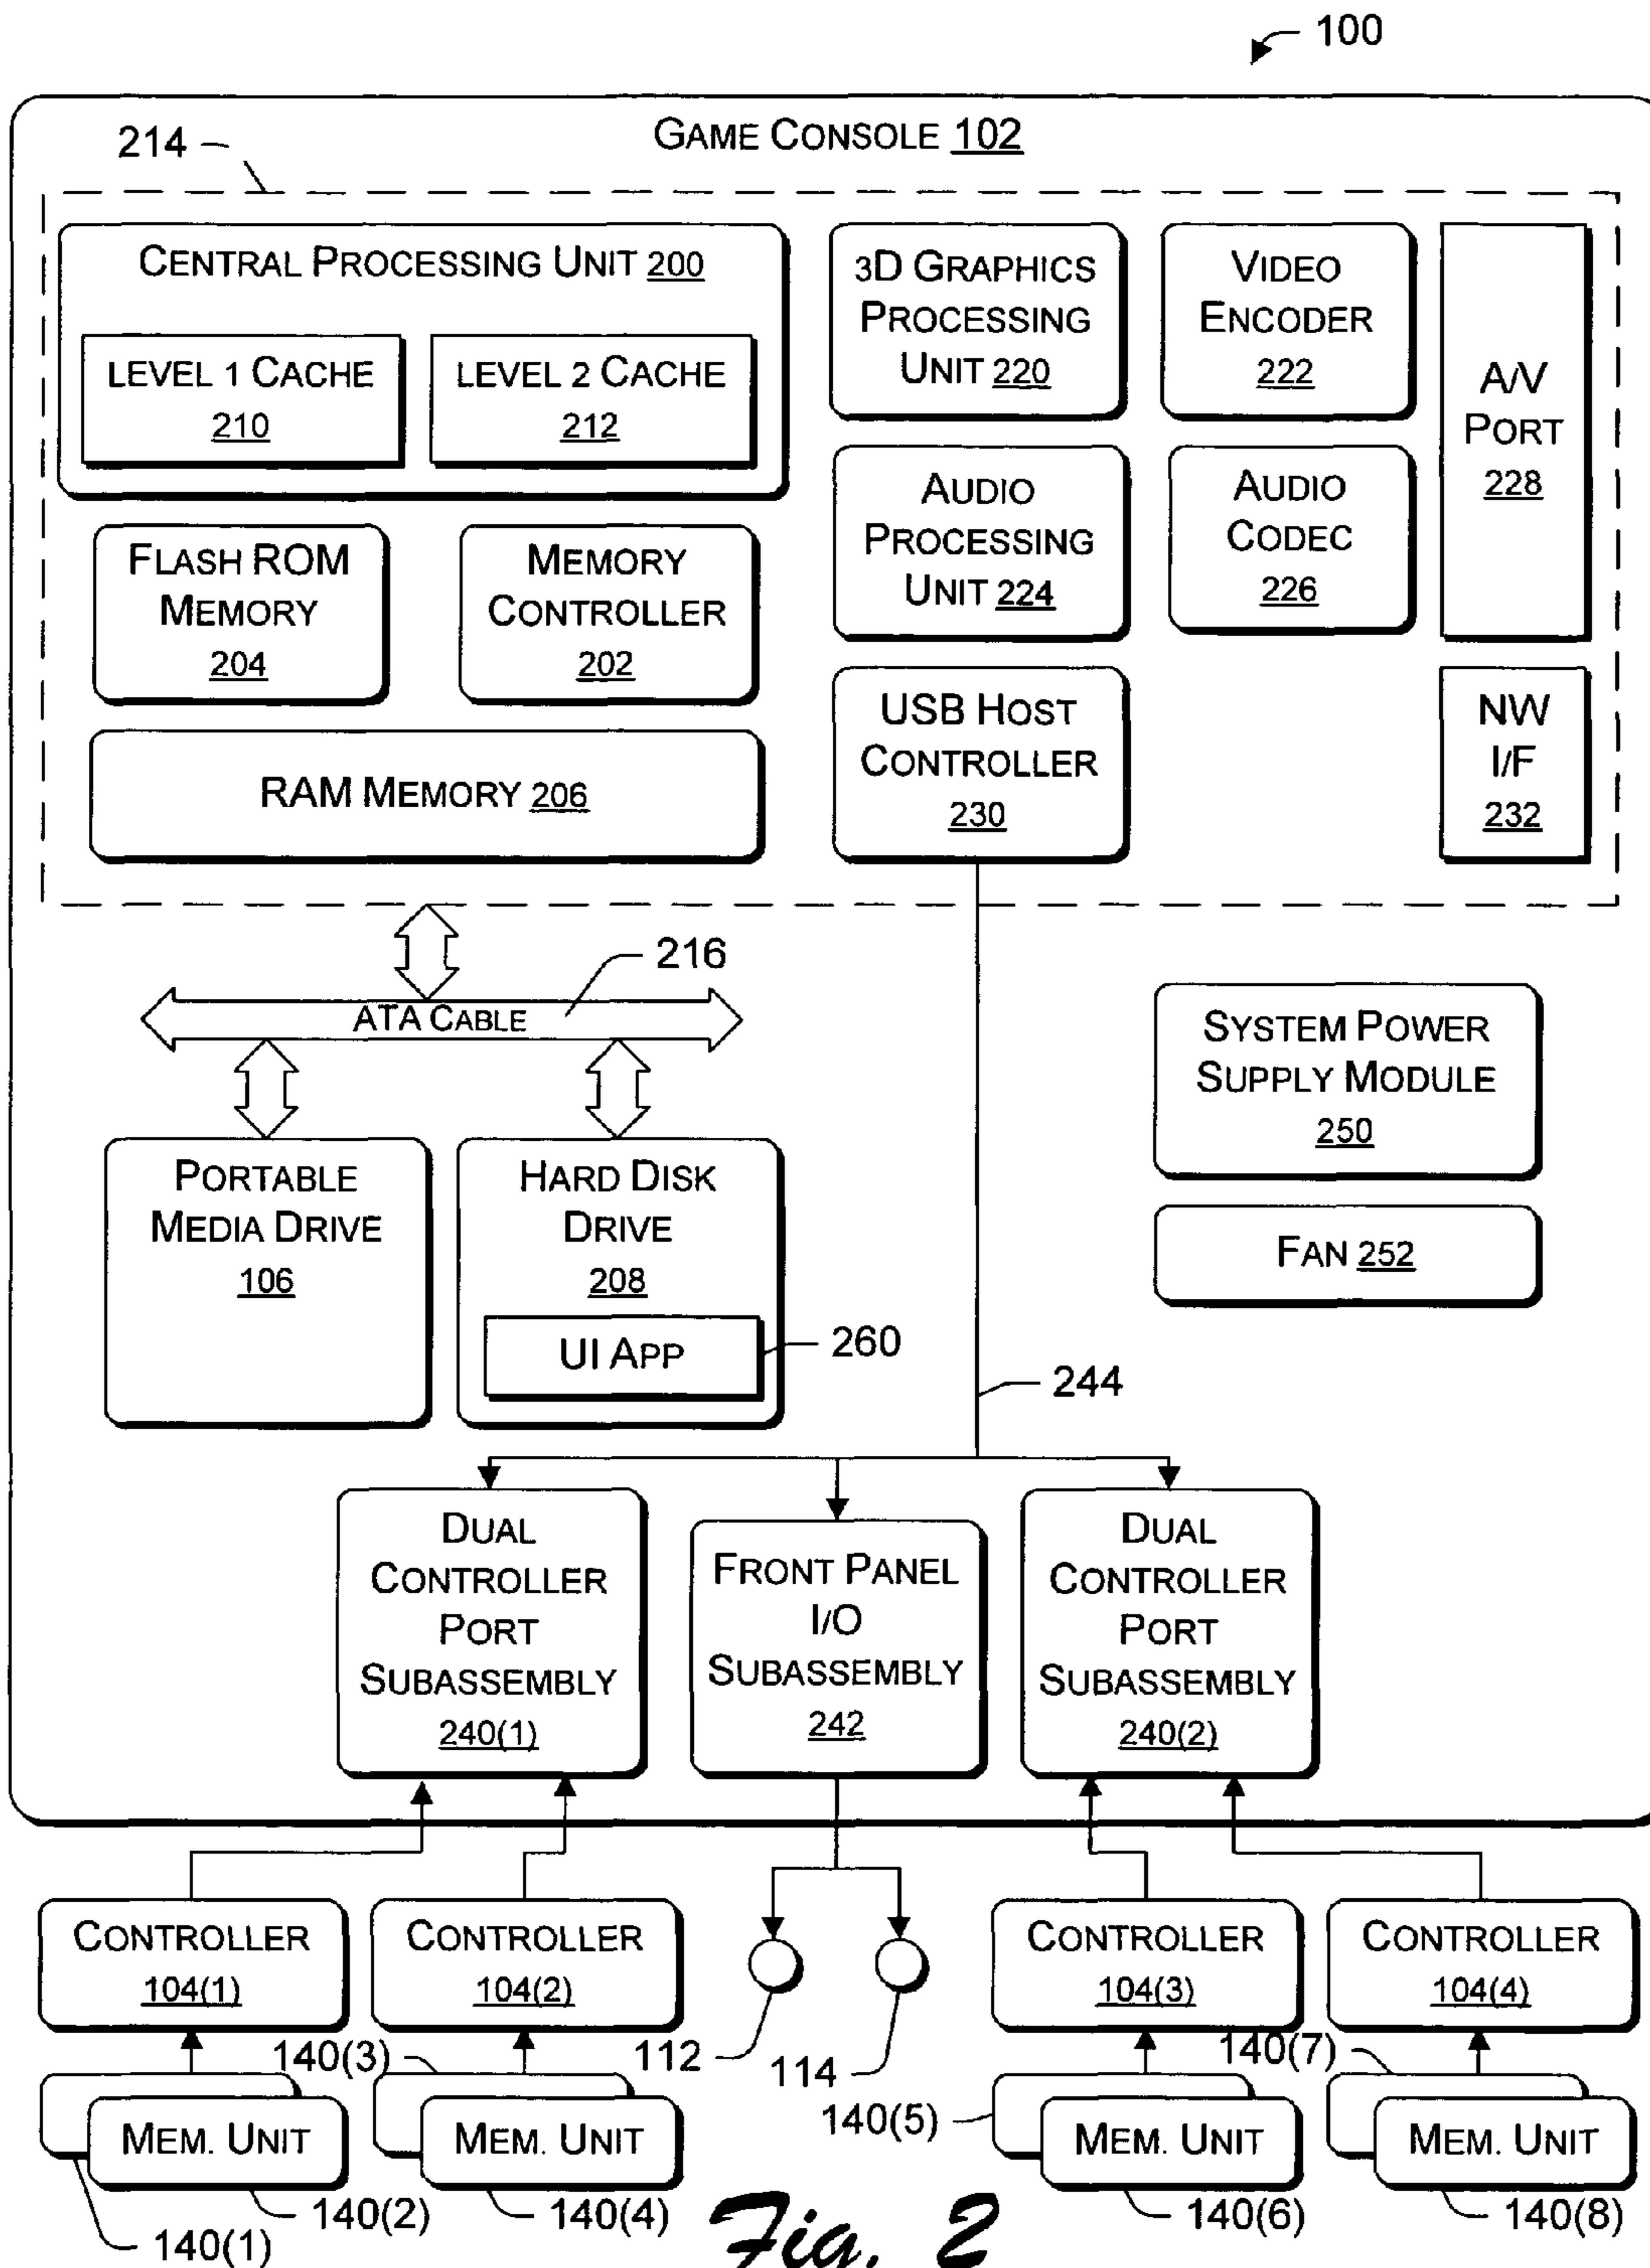 100
GAME CONSOLE 102
214
CENTRAL PROCESSING UNIT 200
LEVEL 1 CACHE
210
LEVEL 2 CACHE
212
3D GRAPHICS
PROCESSING
UNIT 220
VIDEO
ENCODER
222
A/V
PORT
228
FLASH ROM
MEMORY
204
MEMORY
CONTROLLER
202
AUDIO
PROCESSING
UNIT 224
AUDIO
CODEC
226
RAM MEMORY 206
USB HOST
CONTROLLER
230
NW
I/F
232
216
ATA CABLE
SYSTEM POWER
SUPPLY MODULE
250
PORTABLE
MEDIA DRIVE
106
HARD DISK
DRIVE
208
UI APP
260
FAN 252
244
DUAL
CONTROLLER
PORT
SUBASSEMBLY
240(1)
FRONT PANEL
I/O
SUBASSEMBLY
242
DUAL
CONTROLLER
PORT
SUBASSEMBLY
240(2)
CONTROLLER
104(1)
CONTROLLER
104(2)
CONTROLLER
104(3)
CONTROLLER
104(4)
140(3)
112
114
140(5)
140(7)
MEM. UNIT
MEM. UNIT
MEM. UNIT
MEM. UNIT
140(1)
140(2)
140(4)
140(6)
140(8)
Fig. 2